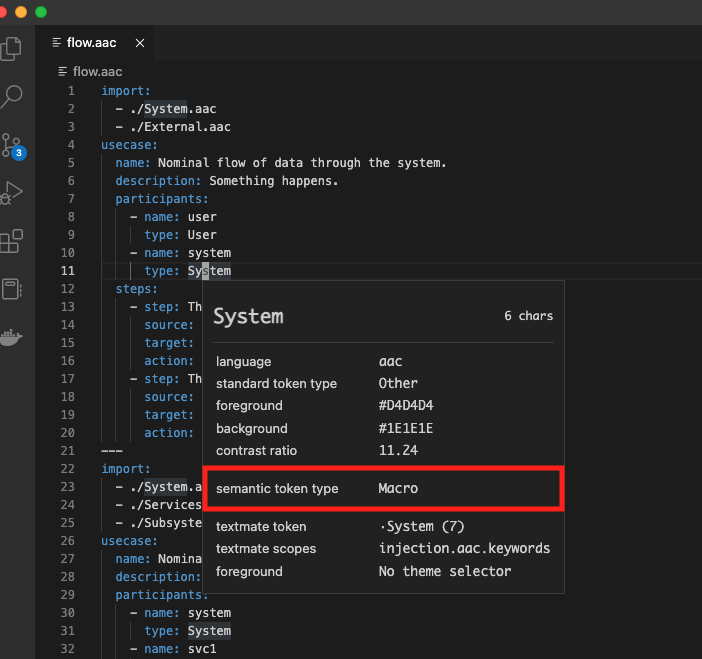 flow.aac
flow.aac
3
1 import:
2 - ./System.aac
3 - ./External.aac
4 usecase:
5 name: Nominal flow of data through the system.
6 description: Something happens.
7 participants:
8 - name: user
9 type: User
10 - name: system
11 type: System
12 steps:
13 - step: Th
14 source:
15 target:
16 action:
17 - step: Th
18 source:
19 target:
20 action:
21 ---
22 import:
23 - ./System.a
24 - ./Services
25 - ./Subsyste
26 usecase:
27 name: Nomina
28 description:
29 participants:
30 - name: system
31 type: System
32 - name: svc1
System 6 chars
language aac
standard token type Other
foreground #D4D4D4
background #1E1E1E
contrast ratio 11.24
semantic token type Macro
textmate token ·System (7)
textmate scopes injection.aac.keywords
foreground No theme selector